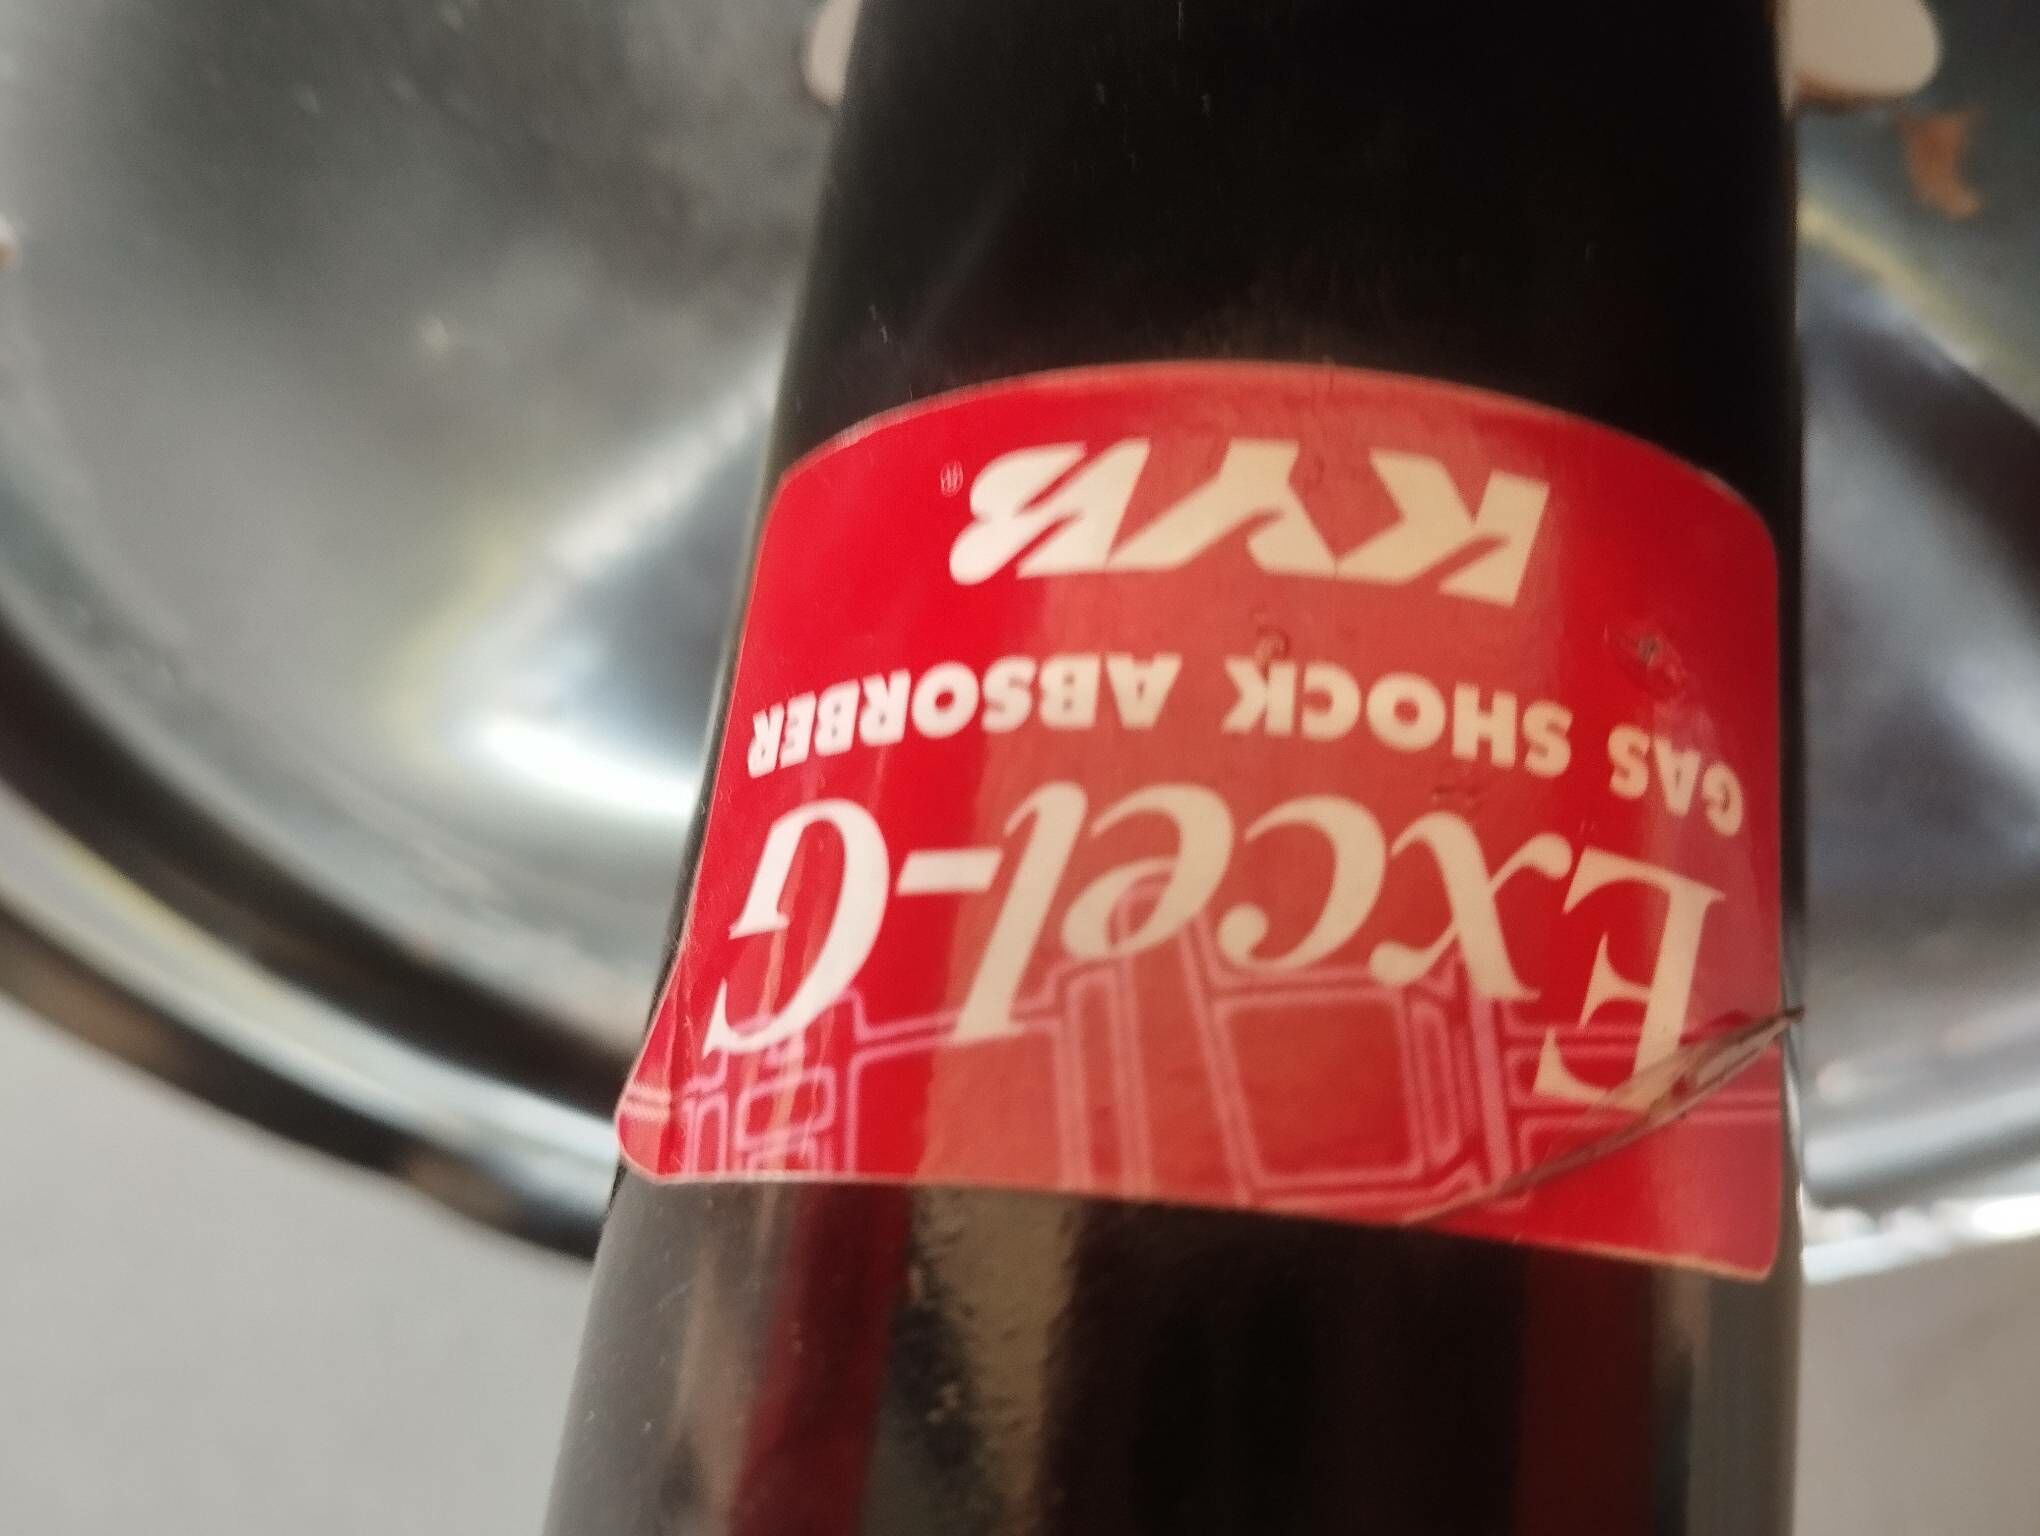 Excel-G
GAS SHOCK ABSORBER
KYB®